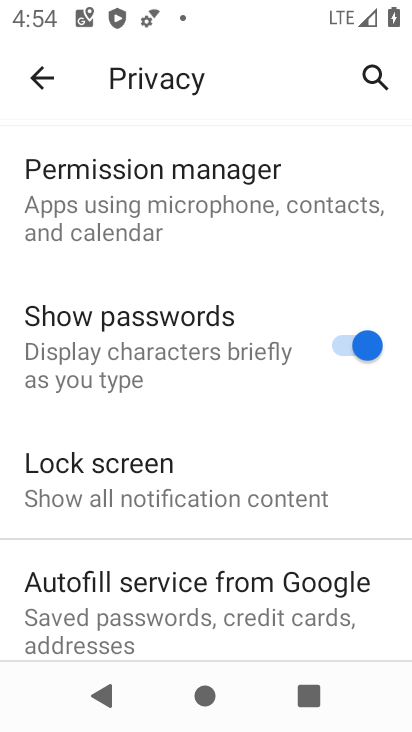 4:54
LTE
Privacy
Permission manager
Apps using microphone, contacts,
and calendar
Show passwords
Display characters briefly
as you type
Lock screen
Show all notification content
Autofill service from Google
Saved passwords, credit cards,
addresses